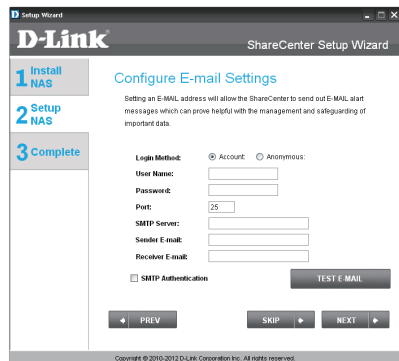 Setup Wizard
D-Link
ShareCenter Setup Wizard
1 Install NAS
2 Setup NAS
3 Complete
Configure E-mail Settings
Setting an E-MAIL address will allow the ShareCenter to send out E-MAIL alart
messages which can prove helpful with the management and safeguarding of
important data.
Login Method: Account Anonymous:
User Name:
Password:
Port: 25
SMTP Server:
Sender E-mail:
Receiver E-mail:
SMTP Authentication TEST E-MAIL
PREV SKIP NEXT
Copyright © 2010-2012 D-Link Corporation Inc. All rights reserved.